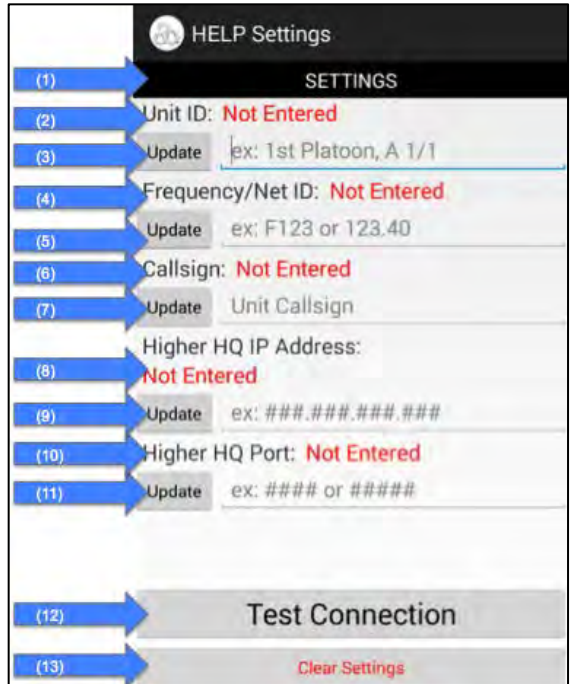 HELP Settings
(1) SETTINGS
(2) Unit ID: Not Entered
(3) Update ex: 1st Platoon, A 1/1
(4) Frequency/Net ID: Not Entered
(5) Update ex: F123 or 123.40
(6) Callsign: Not Entered
(7) Update Unit Callsign
Higher HQ IP Address:
(8) Not Entered
(9) Update ex: ###.###.###.###
(10) Higher HQ Port: Not Entered
(11) Update ex: #### or #####
(12) Test Connection
(13) Clear Settings